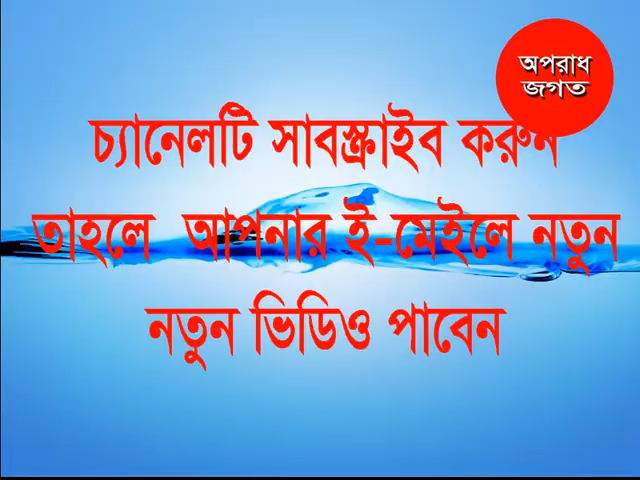 অপরাধ
জগত
চ্যানেলটি সাবস্ক্রাইব করুন
তাহলে আপনার ই-মেইলে নতুন
নতুন ভিডিও পাবেন